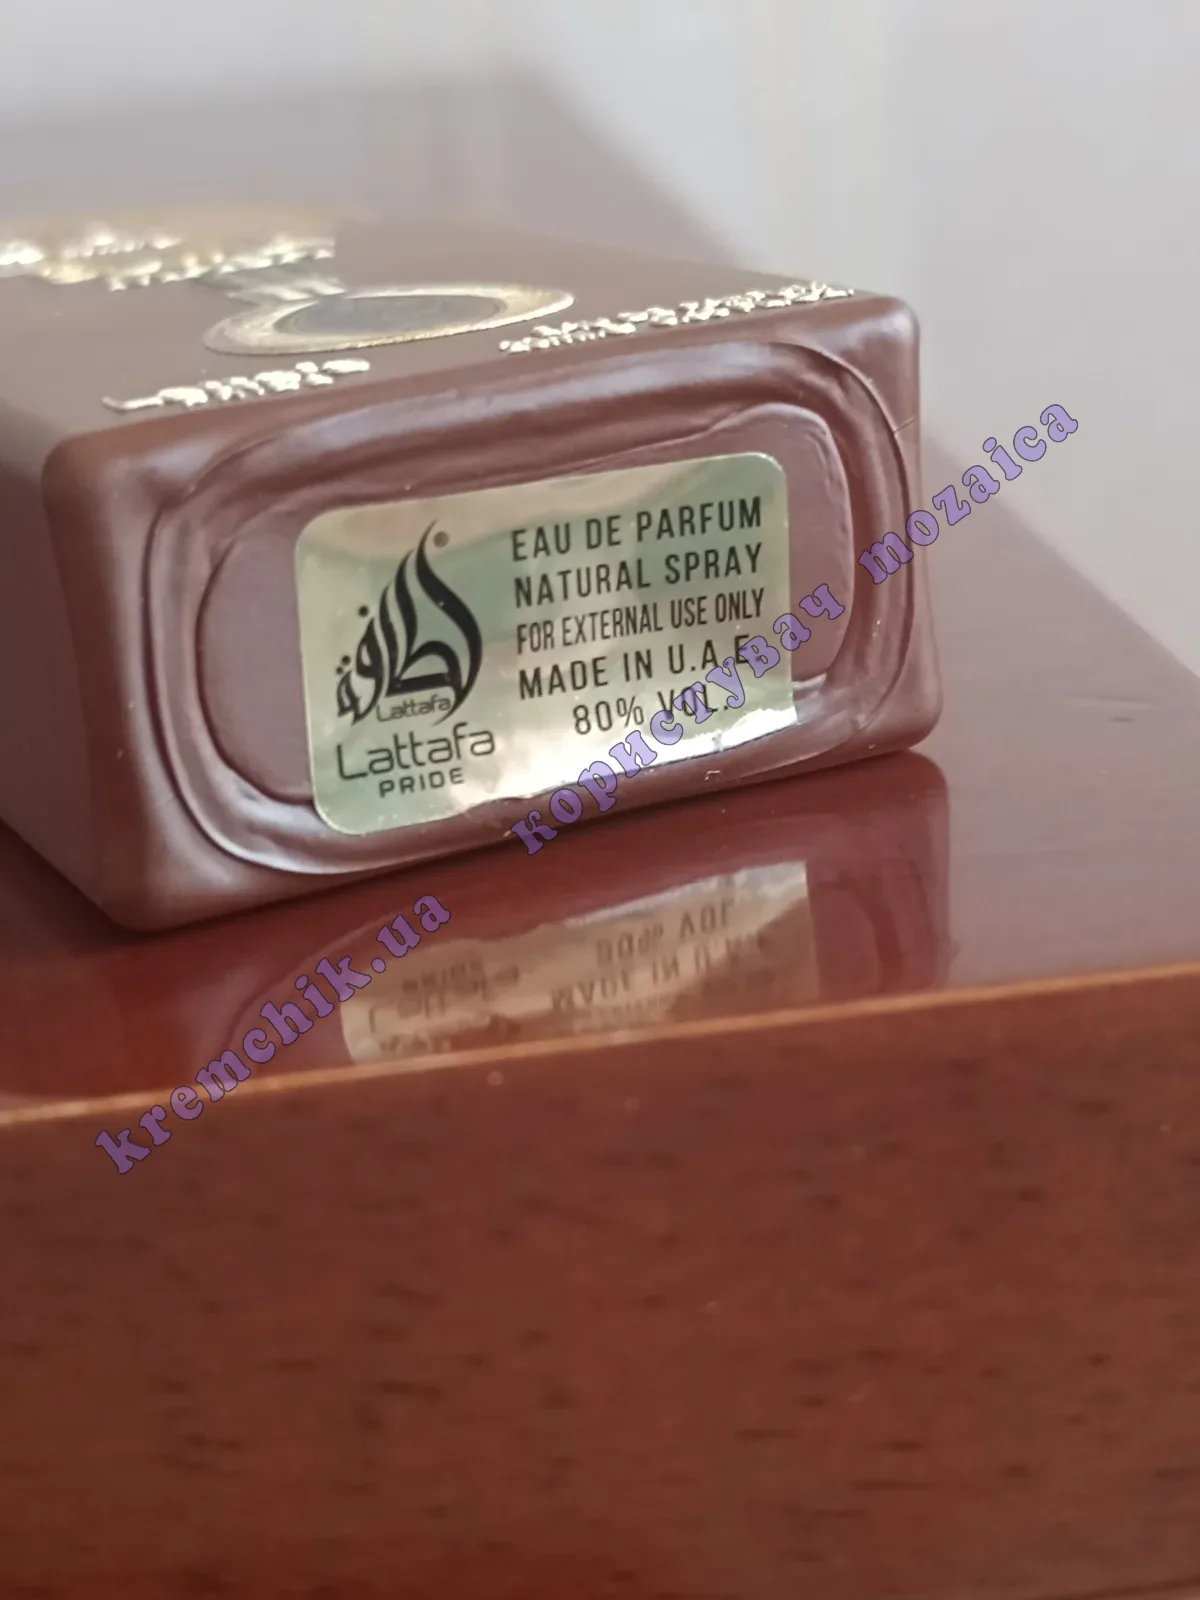 EAU DE PARFUM
NATURAL SPRAY
FOR EXTERNAL USE ONLY
MADE IN U.A.E.
80% VOL.
لطافة
Lattafa
Lattafa
PRIDE
kremchik.ua користувач mozaica